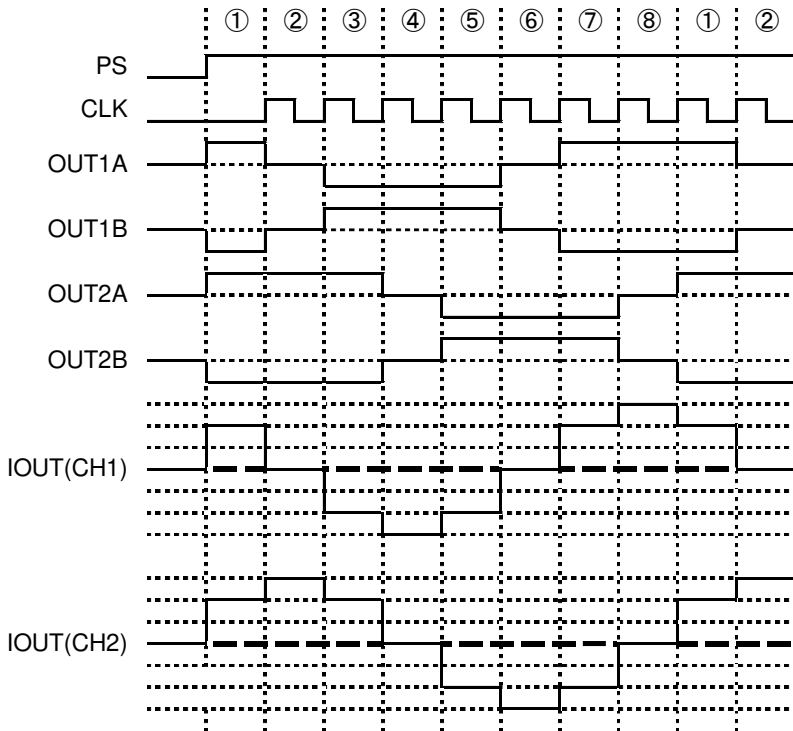 ① ② ③ ④ ⑤ ⑥ ⑦ ⑧ ① ②
PS
CLK
OUT1A
OUT1B
OUT2A
OUT2B
IOUT(CH1)
IOUT(CH2)